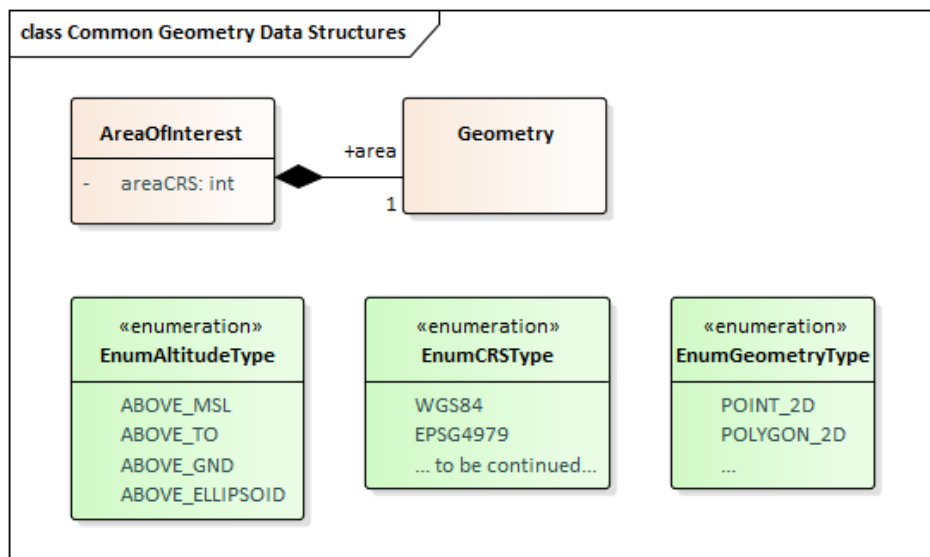 class Common Geometry Data Structures
AreaOfInterest
- areaCRS: int
+area
1
Geometry
«enumeration»
EnumAltitudeType
ABOVE_MSL
ABOVE_TO
ABOVE_GND
ABOVE_ELLIPSOID
«enumeration»
EnumCRSType
WGS84
EPSG4979
... to be continued...
«enumeration»
EnumGeometryType
POINT_2D
POLYGON_2D
...